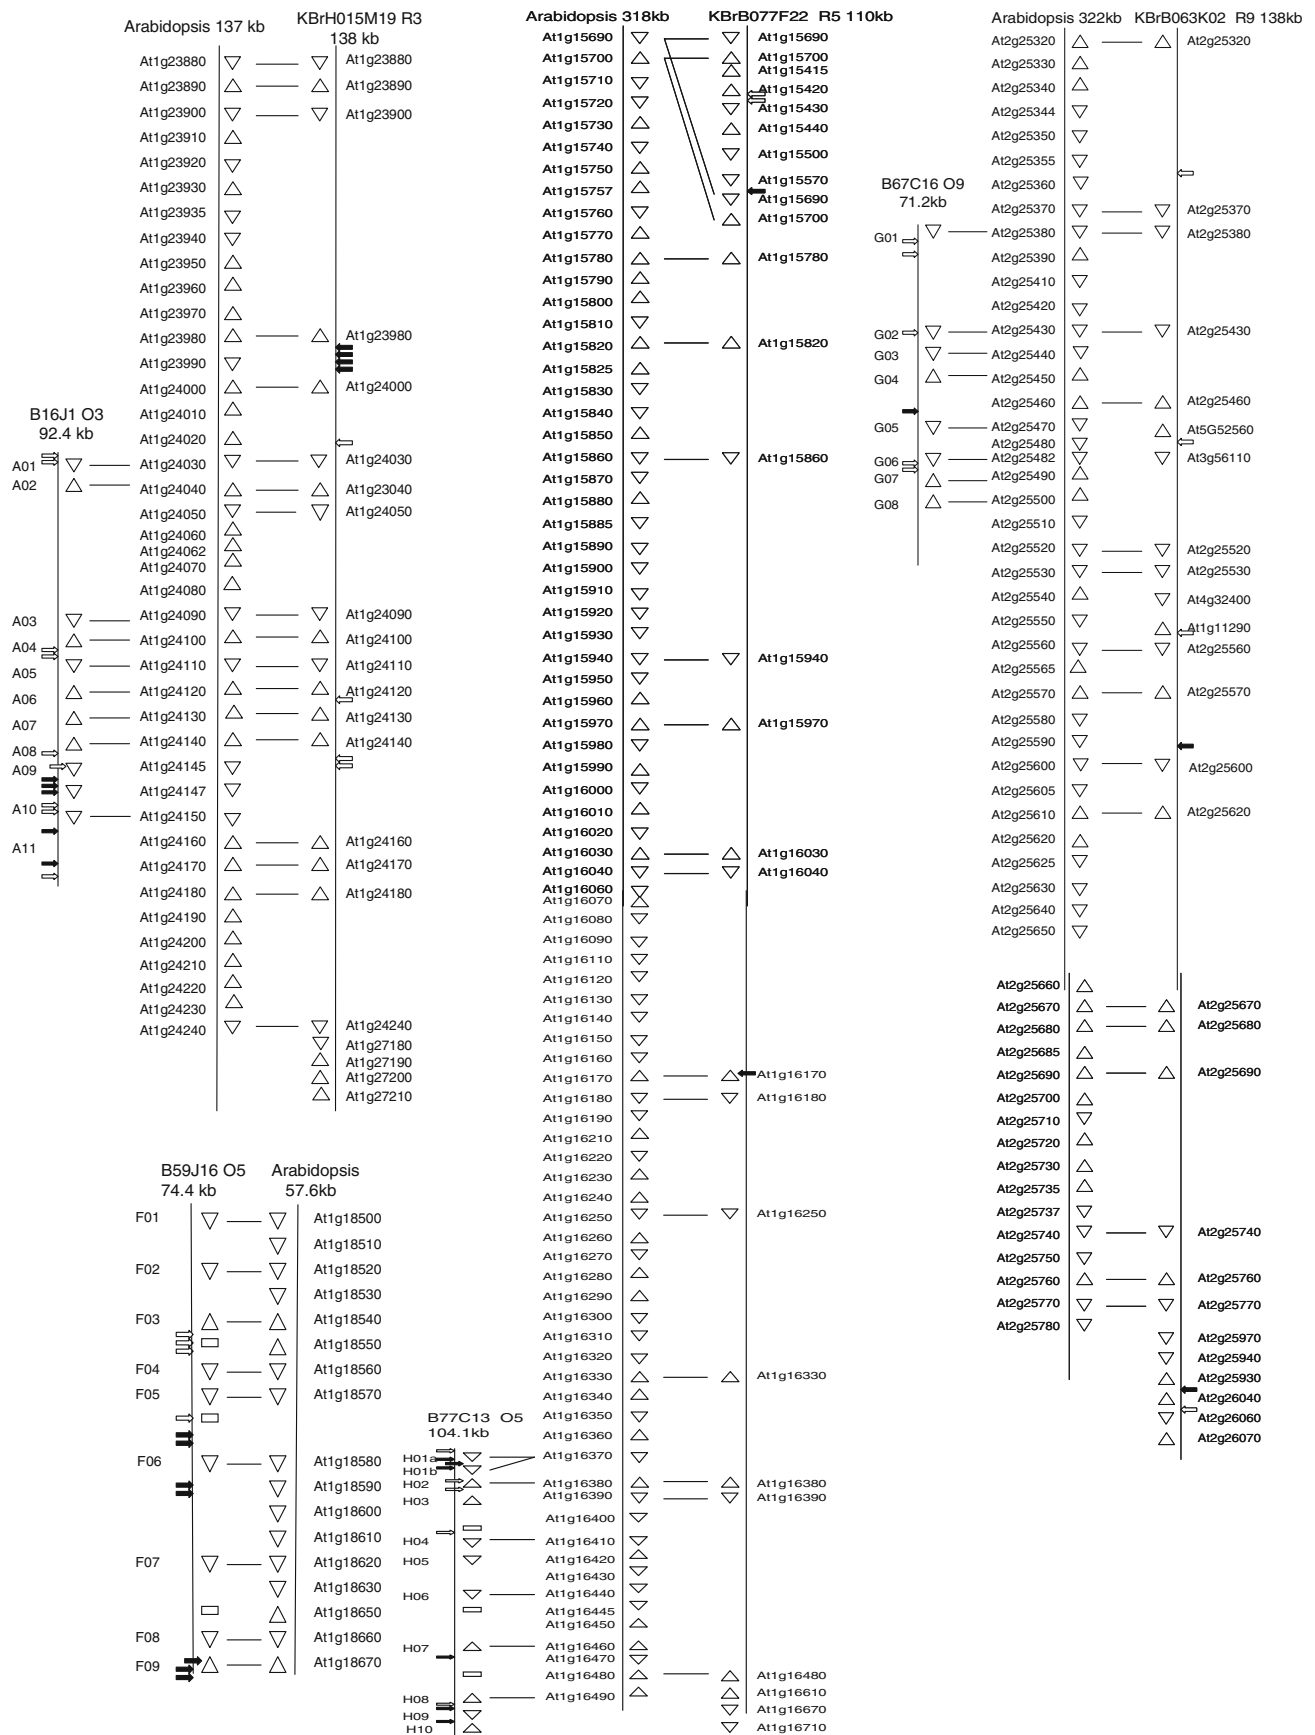 Arabidopsis 137 kb
KBrH015M19 R3
138 kb
At1g23880
At1g23890
At1g23900
At1g23910
At1g23920
At1g23930
At1g23935
At1g23940
At1g23950
At1g23960
At1g23970
At1g23980
At1g23990
At1g24000
At1g24010
At1g24020
At1g24030
At1g24040
At1g24050
At1g24060
At1g24062
At1g24070
At1g24080
At1g24090
At1g24100
At1g24110
At1g24120
At1g24130
At1g24140
At1g24145
At1g24147
At1g24150
At1g24160
At1g24170
At1g24180
At1g24190
At1g24200
At1g24210
At1g24220
At1g24230
At1g24240
At1g23880
At1g23890
At1g23900
At1g23980
At1g24000
At1g24030
At1g23040
At1g24050
At1g24090
At1g24100
At1g24110
At1g24120
At1g24130
At1g24140
At1g24160
At1g24170
At1g24180
At1g24240
At1g27180
At1g27190
At1g27200
At1g27210
B16J1 O3
92.4 kb
A01
A02
A03
A04
A05
A06
A07
A08
A09
A10
A11
B59J16 O5
74.4 kb
Arabidopsis
57.6kb
F01
F02
F03
F04
F05
F06
F07
F08
F09
At1g18500
At1g18510
At1g18520
At1g18530
At1g18540
At1g18550
At1g18560
At1g18570
At1g18580
At1g18590
At1g18600
At1g18610
At1g18620
At1g18630
At1g18650
At1g18660
At1g18670
Arabidopsis 318kb
KBrB077F22 R5 110kb
At1g15690
At1g15700
At1g15710
At1g15720
At1g15730
At1g15740
At1g15750
At1g15757
At1g15760
At1g15770
At1g15780
At1g15790
At1g15800
At1g15810
At1g15820
At1g15825
At1g15830
At1g15840
At1g15850
At1g15860
At1g15870
At1g15880
At1g15885
At1g15890
At1g15900
At1g15910
At1g15920
At1g15930
At1g15940
At1g15950
At1g15960
At1g15970
At1g15980
At1g15990
At1g16000
At1g16010
At1g16020
At1g16030
At1g16040
At1g16060
At1g16070
At1g16080
At1g16090
At1g16110
At1g16120
At1g16130
At1g16140
At1g16150
At1g16160
At1g16170
At1g16180
At1g16190
At1g16210
At1g16220
At1g16230
At1g16240
At1g16250
At1g16260
At1g16270
At1g16280
At1g16290
At1g16300
At1g16310
At1g16320
At1g16330
At1g16340
At1g16350
At1g16360
At1g16370
At1g16380
At1g16390
At1g16400
At1g16410
At1g16420
At1g16430
At1g16440
At1g16445
At1g16450
At1g16460
At1g16470
At1g16480
At1g16490
At1g15690
At1g15700
At1g15415
At1g15420
At1g15430
At1g15440
At1g15500
At1g15570
At1g15690
At1g15700
At1g15780
At1g15820
At1g15860
At1g15940
At1g15970
At1g16030
At1g16040
At1g16170
At1g16180
At1g16250
At1g16330
At1g16380
At1g16390
At1g16480
At1g16610
At1g16670
At1g16710
B77C13 O5
104.1kb
H01a
H01b
H02
H03
H04
H05
H06
H07
H08
H09
H10
Arabidopsis 322kb
KBrB063K02 R9 138kb
At2g25320
At2g25330
At2g25340
At2g25344
At2g25350
At2g25355
At2g25360
At2g25370
At2g25380
At2g25390
At2g25410
At2g25420
At2g25430
At2g25440
At2g25450
At2g25460
At2g25470
At2g25480
At2g25482
At2g25490
At2g25500
At2g25510
At2g25520
At2g25530
At2g25540
At2g25550
At2g25560
At2g25565
At2g25570
At2g25580
At2g25590
At2g25600
At2g25605
At2g25610
At2g25620
At2g25625
At2g25630
At2g25640
At2g25650
At2g25660
At2g25670
At2g25680
At2g25685
At2g25690
At2g25700
At2g25710
At2g25720
At2g25730
At2g25735
At2g25737
At2g25740
At2g25750
At2g25760
At2g25770
At2g25780
At2g25320
At2g25370
At2g25380
At2g25430
At2g25460
At5G52560
At3g56110
At2g25520
At2g25530
At4g32400
At1g11290
At2g25560
At2g25570
At2g25600
At2g25620
At2g25670
At2g25680
At2g25690
At2g25740
At2g25760
At2g25770
At2g25970
At2g25940
At2g25930
At2g26040
At2g26060
At2g26070
B67C16 O9
71.2kb
G01
G02
G03
G04
G05
G06
G07
G08